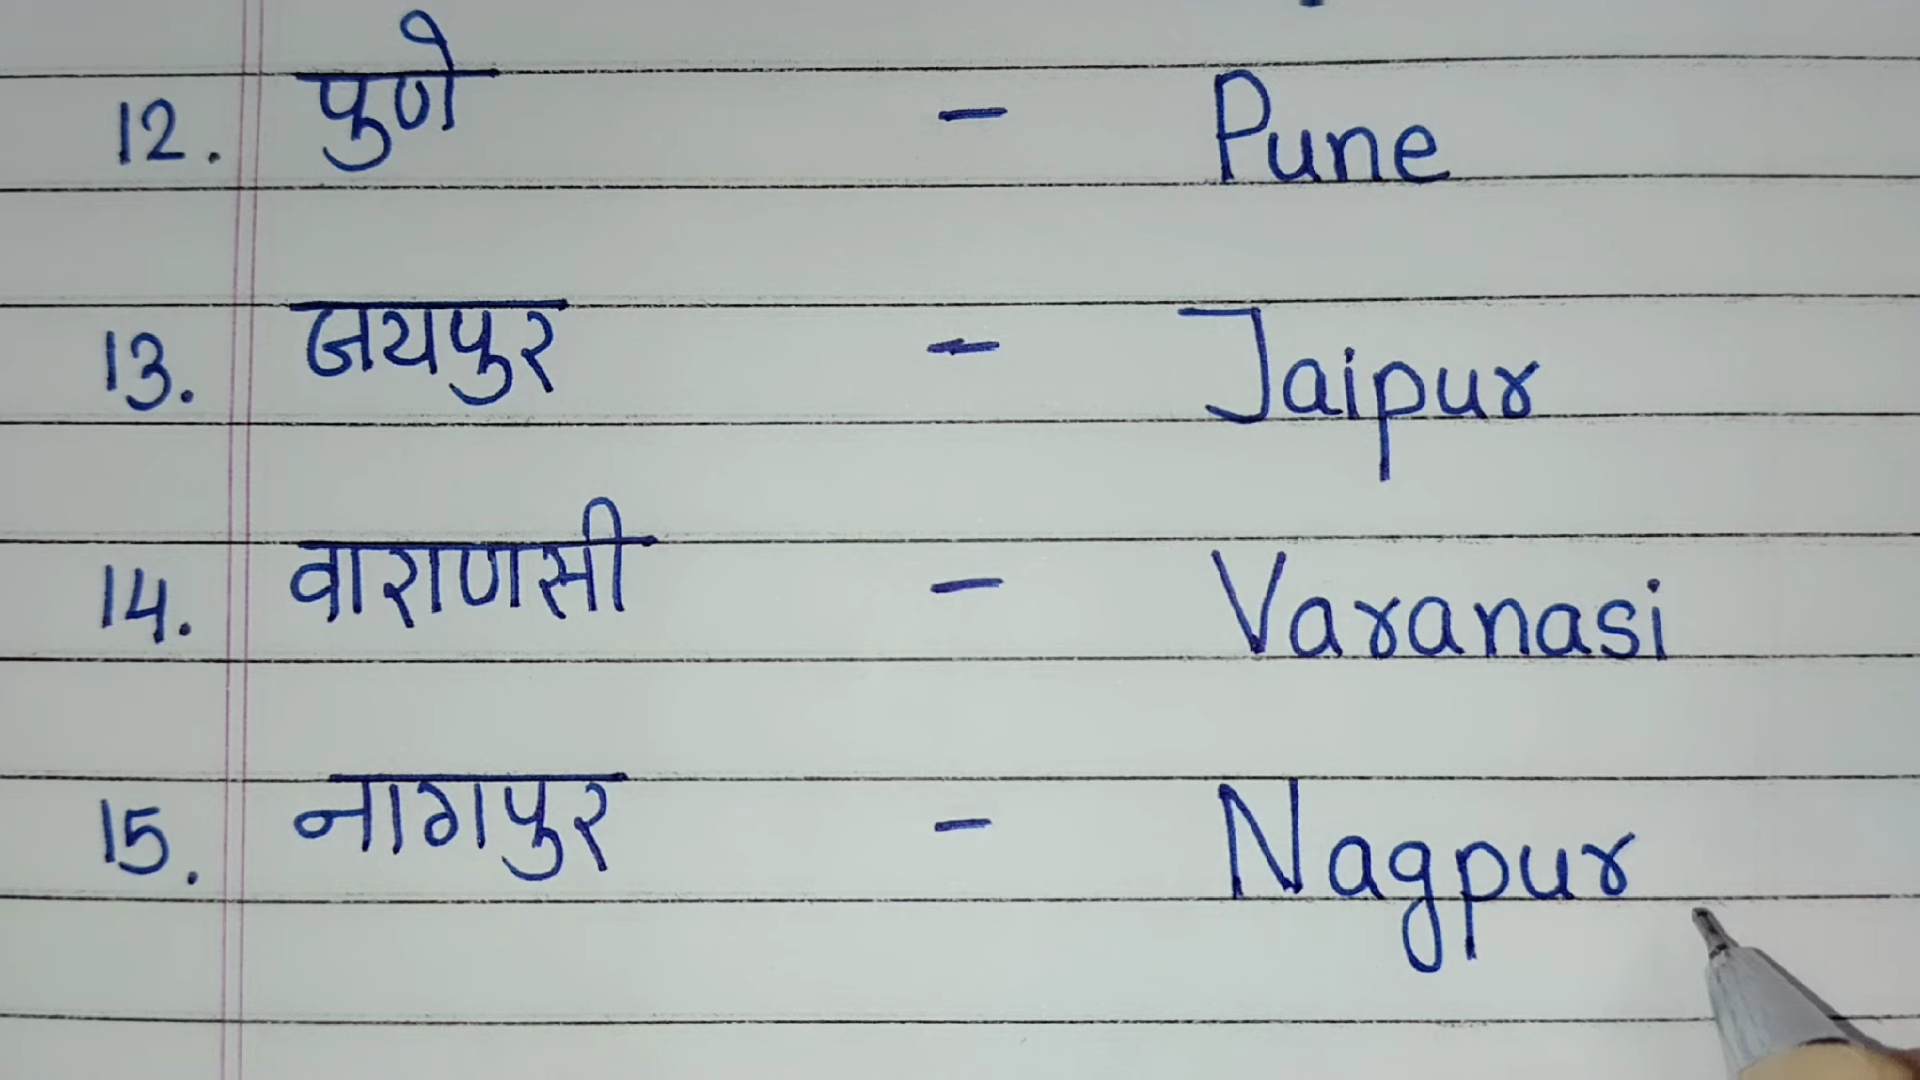 12. पुणे - Pune
13. जयपुर - Jaipur
14. वाराणसी - Varanasi
15. नागपुर - Nagpur